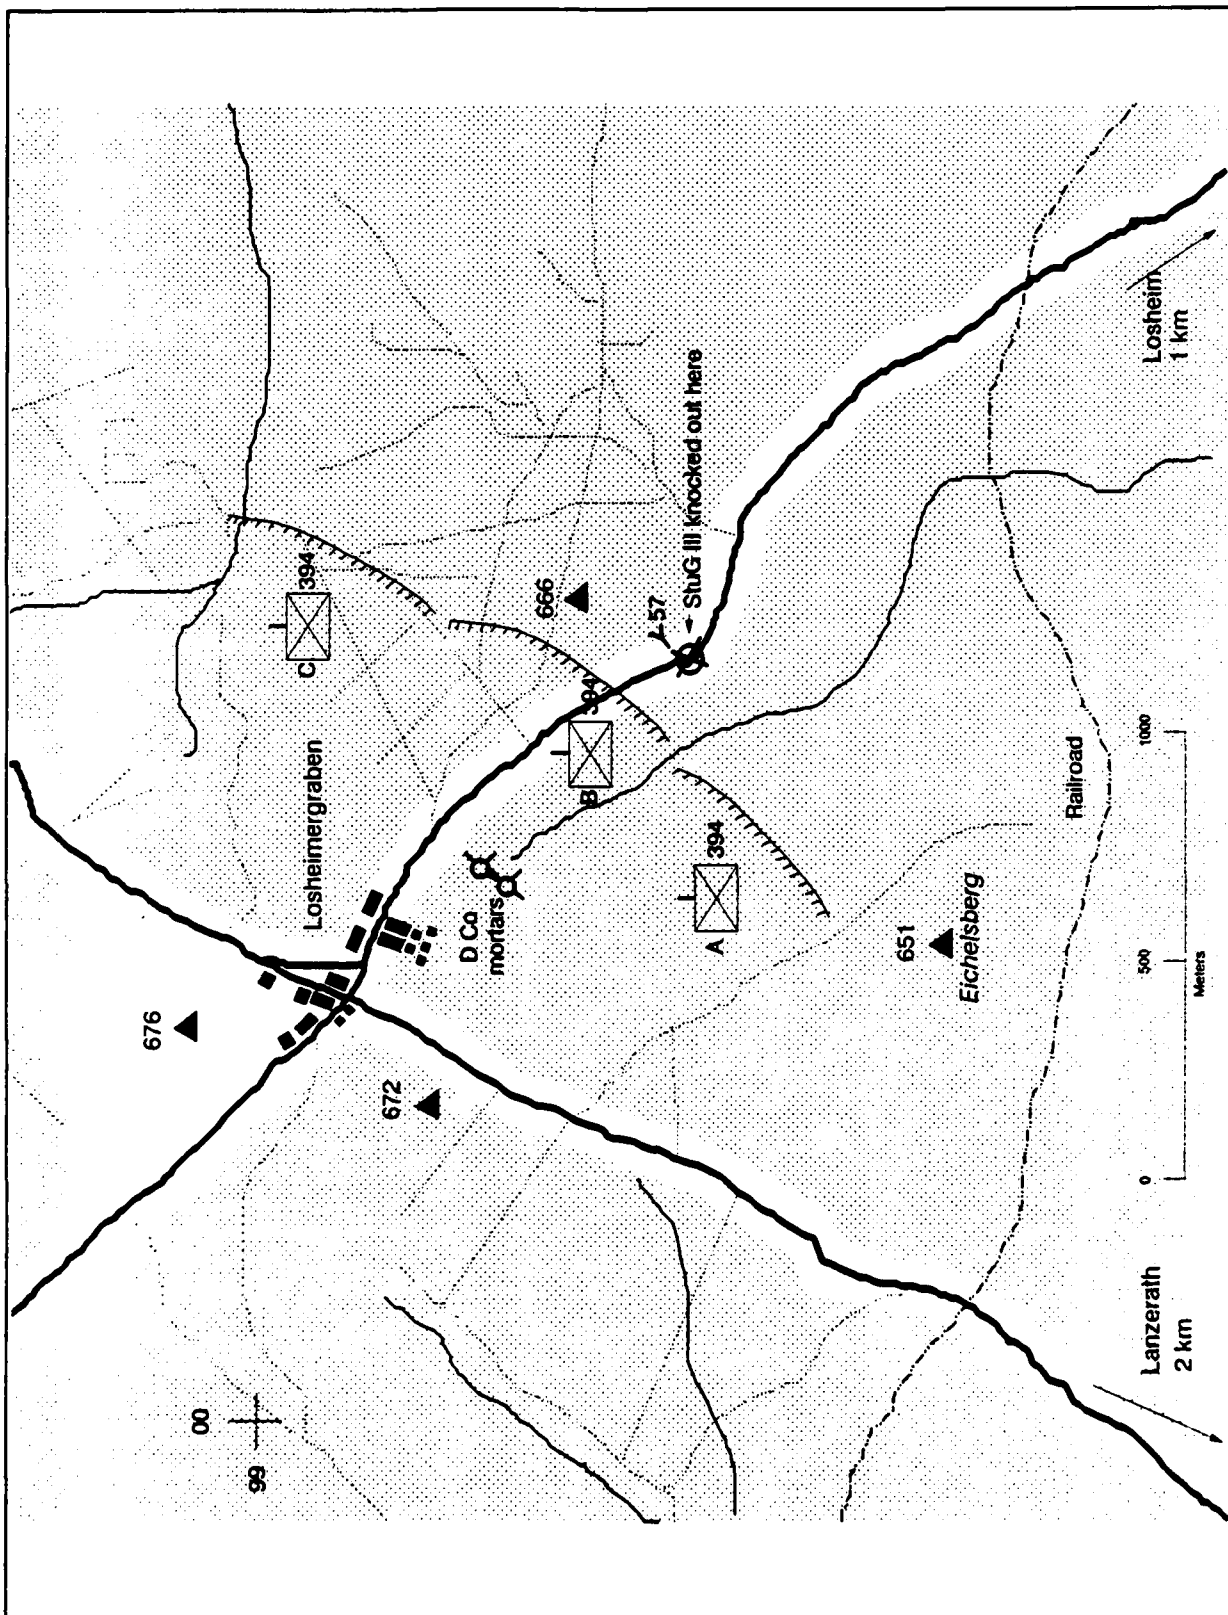 676
672
00
99
Losheimergraben
C
394
666
57
StuG III knocked out here
B
394
D Co
mortars
A
394
651
Eichelsberg
Railroad
Losheim
1 km
Lanzerath
2 km
0
500
1000
Meters